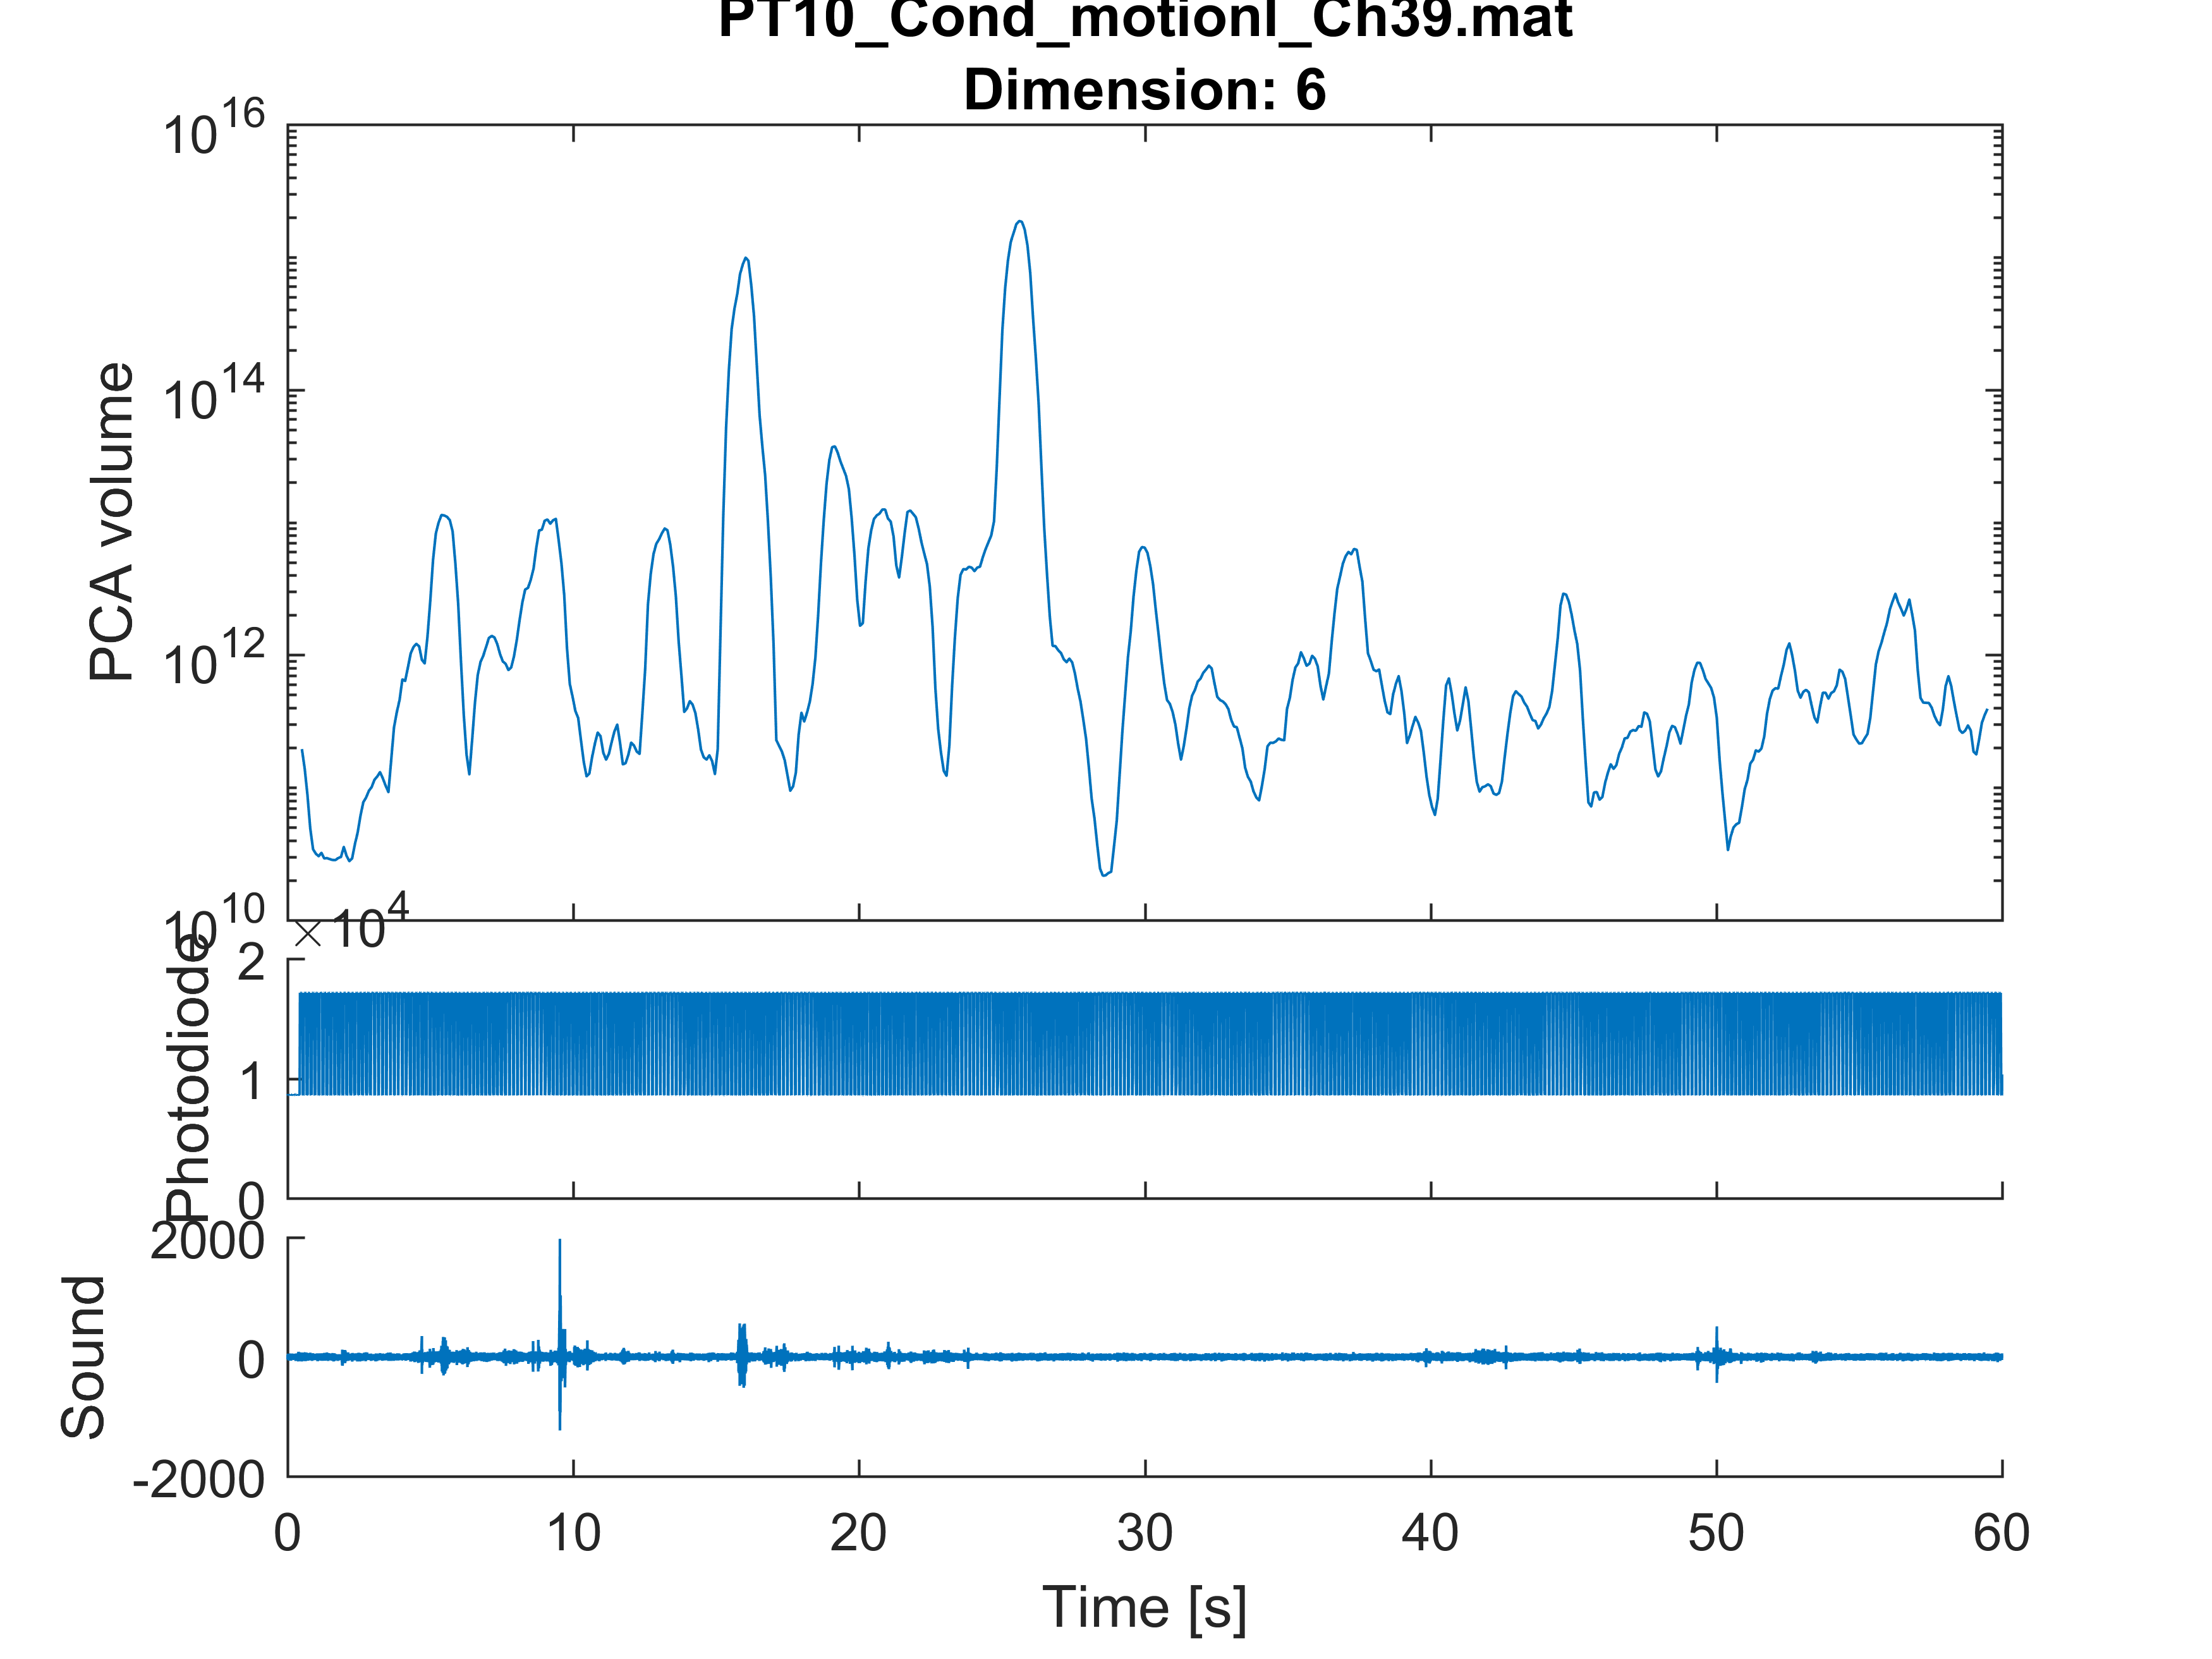 PT10_Cond_motionI_Ch39.mat
Dimension: 6
PCA volume
10^16
10^14
10^12
10^10
× 10^4
Photodiode
2
1
0
Sound
2000
0
-2000
0 10 20 30 40 50 60
Time [s]